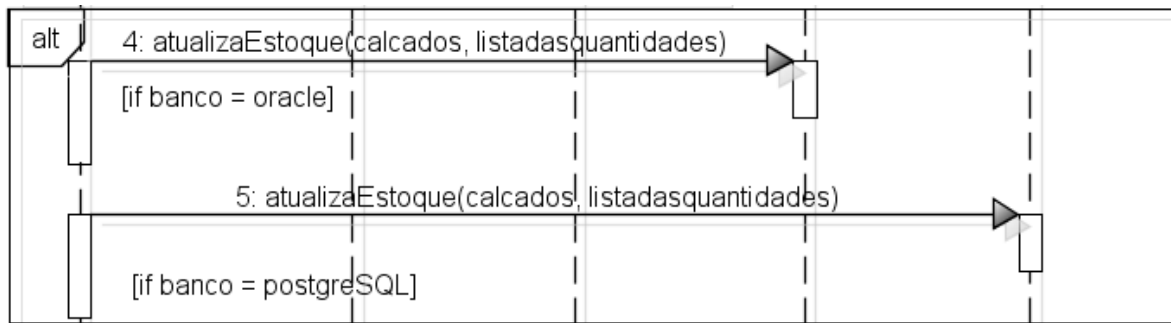 alt
4: atualizaEstoque(calcados, listadasquantidades)
[if banco = oracle]
5: atualizaEstoque(calcados, listadasquantidades)
[if banco = postgreSQL]